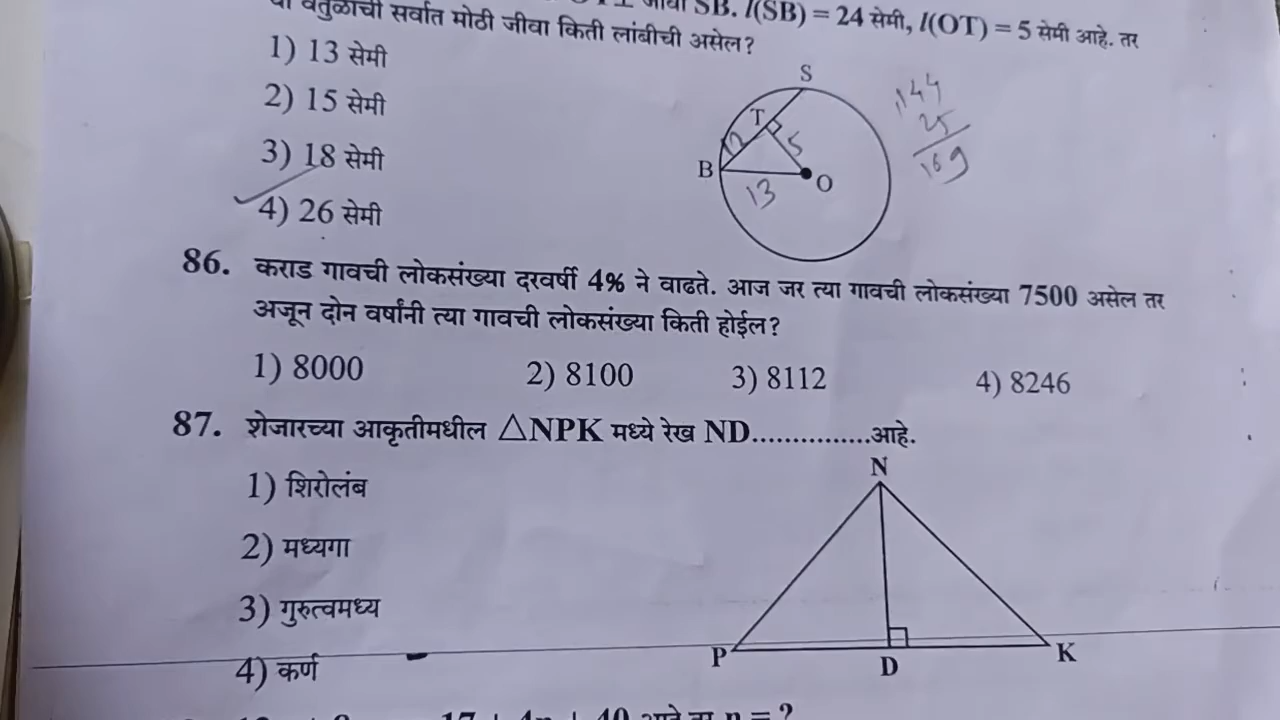 वर्तुळाची सर्वात मोठी जीवा किती लांबीची असेल?
जीवा SB. l(SB) = 24 सेमी, l(OT) = 5 सेमी आहे. तर
1) 13 सेमी
2) 15 सेमी
3) 18 सेमी
4) 26 सेमी
S
T
B
O
12
5
13
144
25
169
86. कराड गावची लोकसंख्या दरवर्षी 4% ने वाढते. आज जर त्या गावची लोकसंख्या 7500 असेल तर
अजून दोन वर्षांनी त्या गावची लोकसंख्या किती होईल?
1) 8000 2) 8100 3) 8112 4) 8246
87. शेजारच्या आकृतीमधील △NPK मध्ये रेख ND...............आहे.
1) शिरोलंब
2) मध्यगा
3) गुरुत्वमध्य
4) कर्ण
N
P
D
K